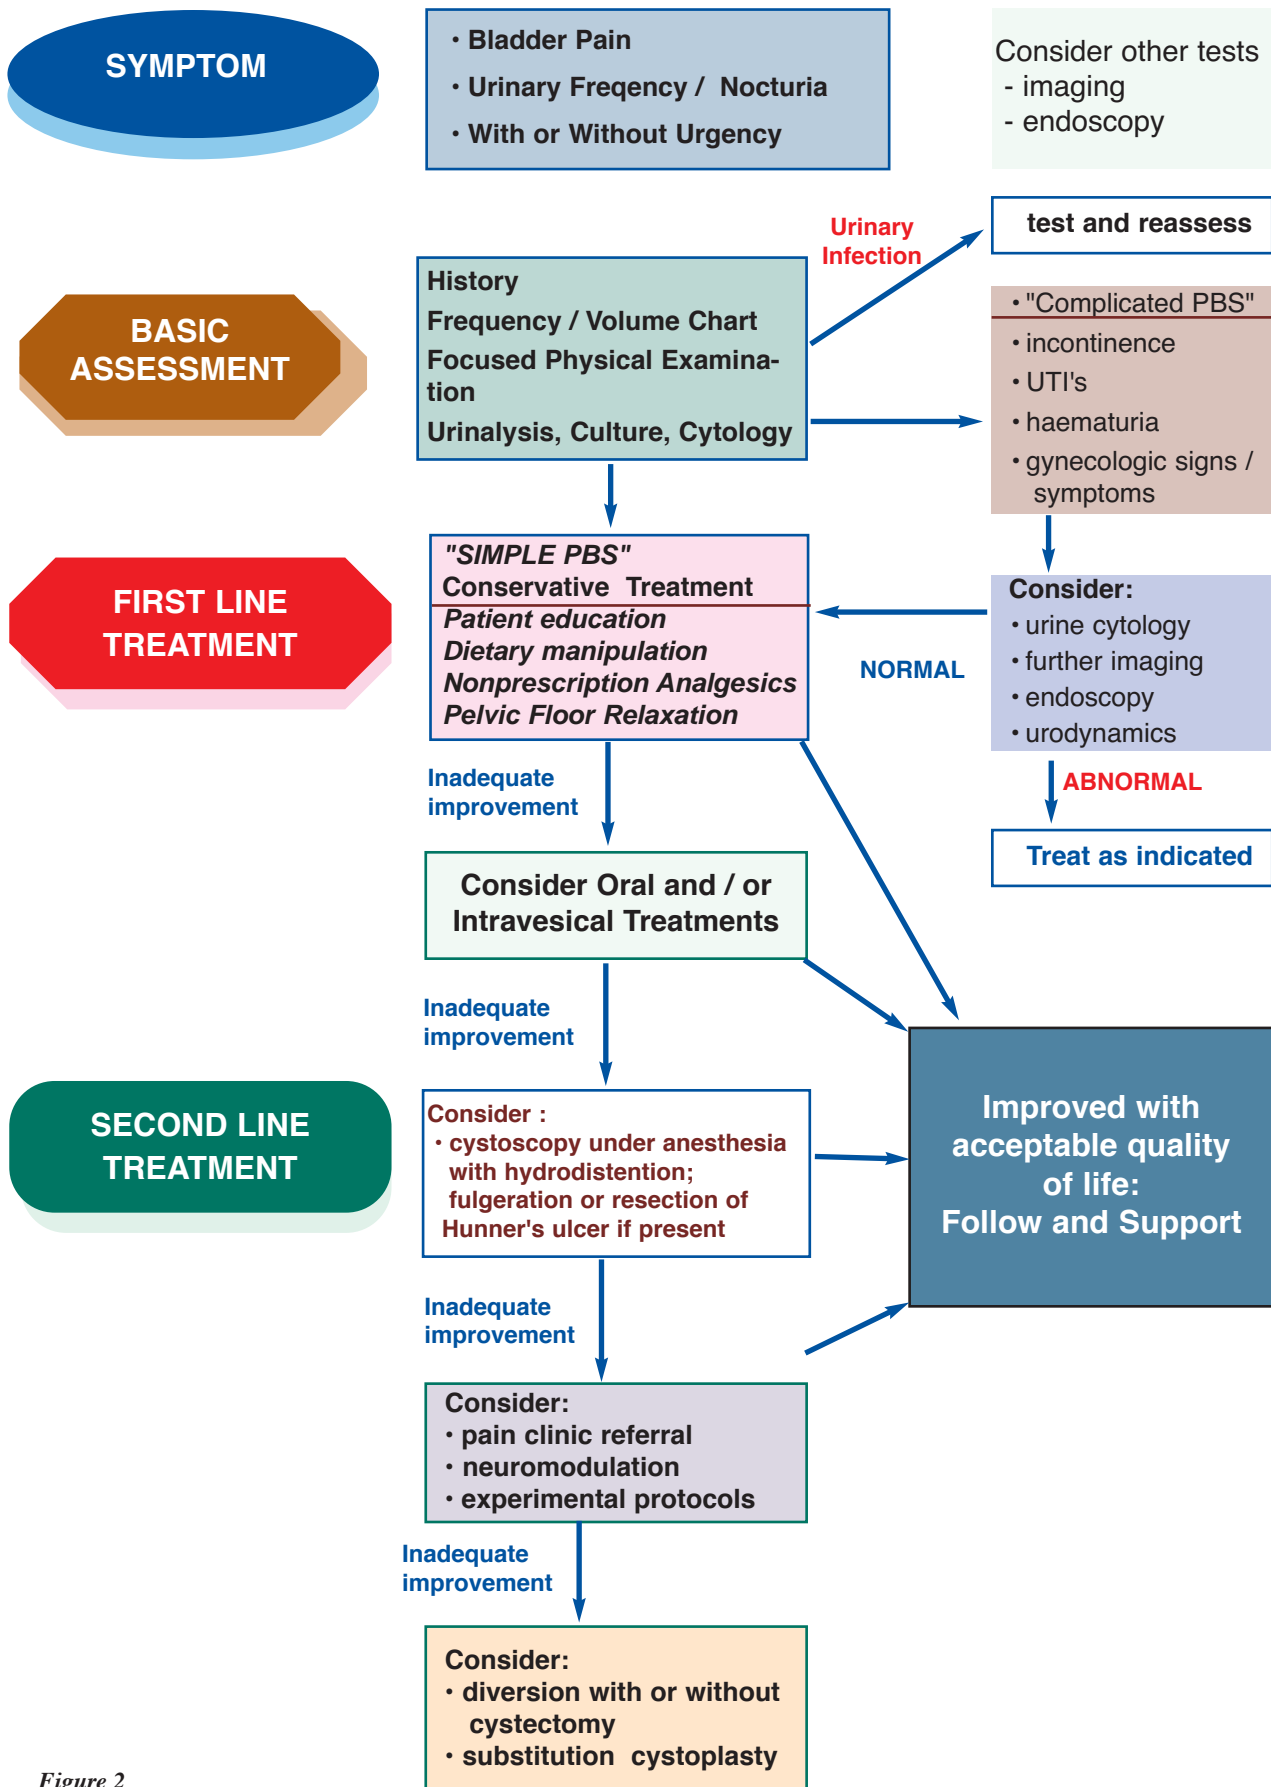 SYMPTOM
· Bladder Pain
· Urinary Freqency / Nocturia
· With or Without Urgency
Consider other tests
- imaging
- endoscopy
Urinary
Infection
test and reassess
BASIC
ASSESSMENT
History
Frequency / Volume Chart
Focused Physical Examina-
tion
Urinalysis, Culture, Cytology
· "Complicated PBS"
· incontinence
· UTI's
· haematuria
· gynecologic signs /
symptoms
FIRST LINE
TREATMENT
"SIMPLE PBS"
Conservative Treatment
Patient education
Dietary manipulation
Nonprescription Analgesics
Pelvic Floor Relaxation
NORMAL
Consider:
· urine cytology
· further imaging
· endoscopy
· urodynamics
ABNORMAL
Treat as indicated
Inadequate
improvement
Consider Oral and / or
Intravesical Treatments
Inadequate
improvement
SECOND LINE
TREATMENT
Consider :
· cystoscopy under anesthesia
with hydrodistention;
fulgeration or resection of
Hunner's ulcer if present
Improved with
acceptable quality
of life:
Follow and Support
Inadequate
improvement
Consider:
· pain clinic referral
· neuromodulation
· experimental protocols
Inadequate
improvement
Consider:
· diversion with or without
cystectomy
· substitution cystoplasty
Figure 2